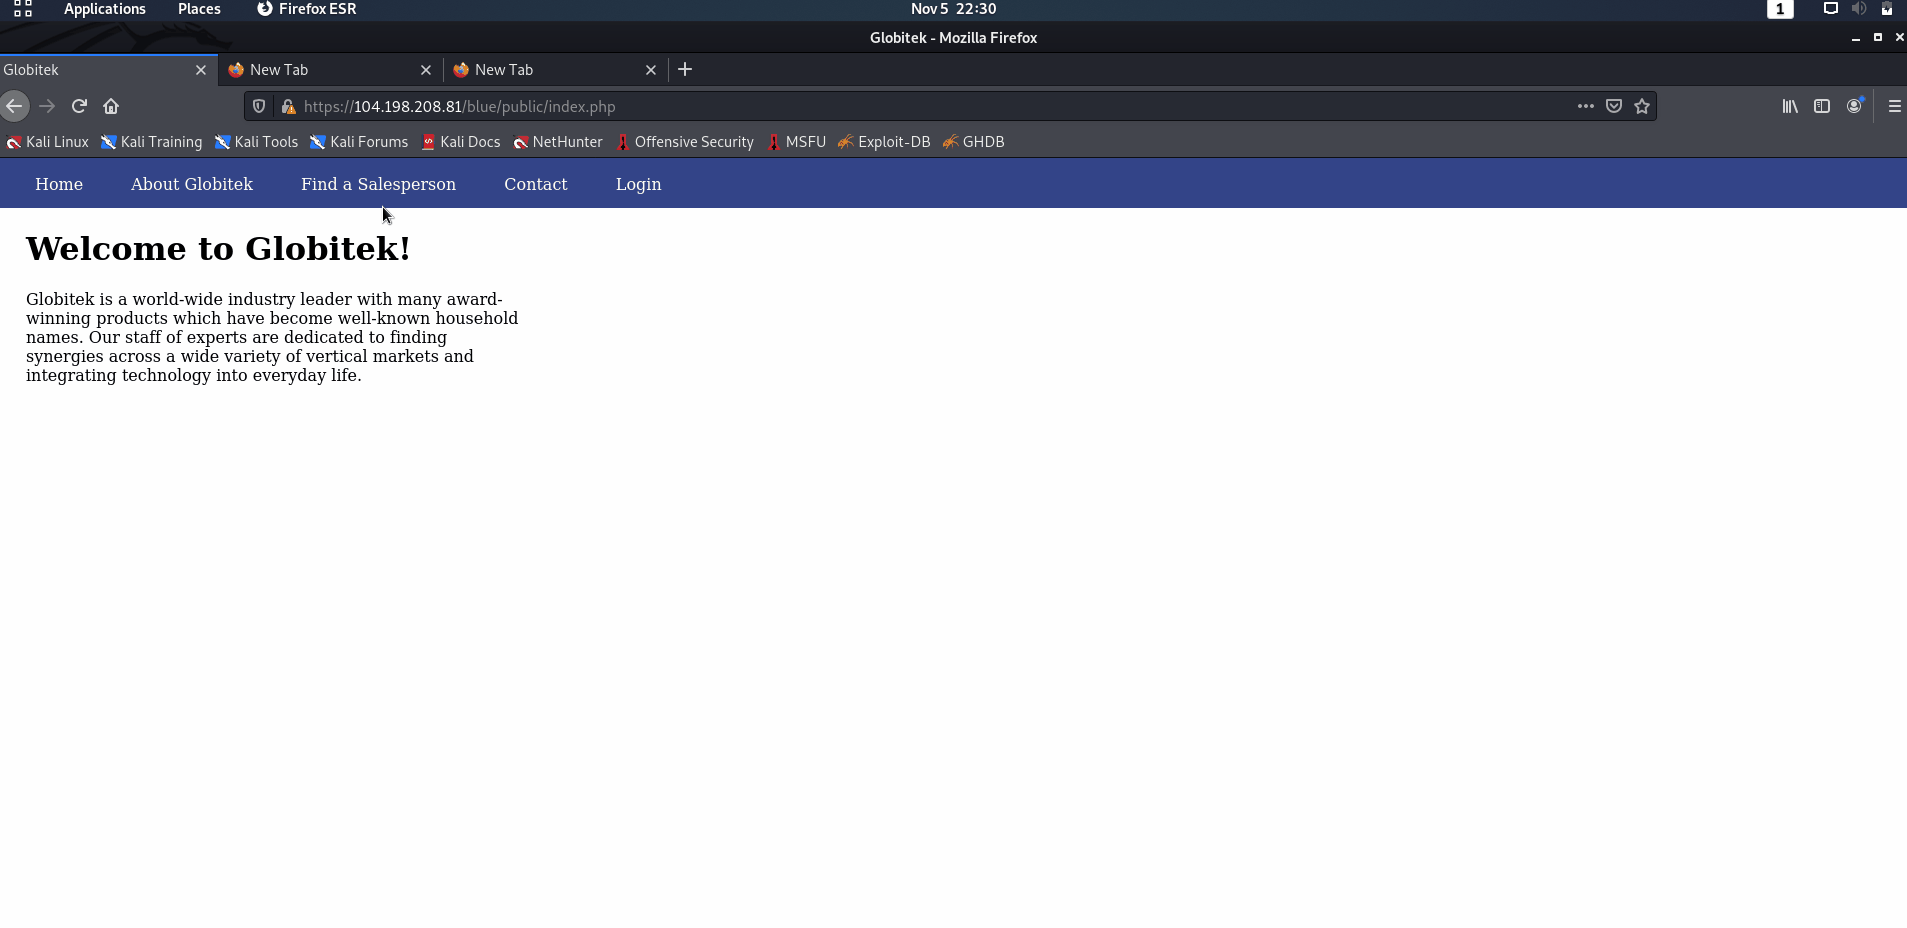 Applications Places Firefox ESR Nov 5 22:30 1
Globitek - Mozilla Firefox
Globitek New Tab New Tab
https://104.198.208.81/blue/public/index.php
Kali Linux Kali Training Kali Tools Kali Forums Kali Docs NetHunter Offensive Security MSFU Exploit-DB GHDB
Home About Globitek Find a Salesperson Contact Login
Welcome to Globitek!
Globitek is a world-wide industry leader with many award-
winning products which have become well-known household
names. Our staff of experts are dedicated to finding
synergies across a wide variety of vertical markets and
integrating technology into everyday life.